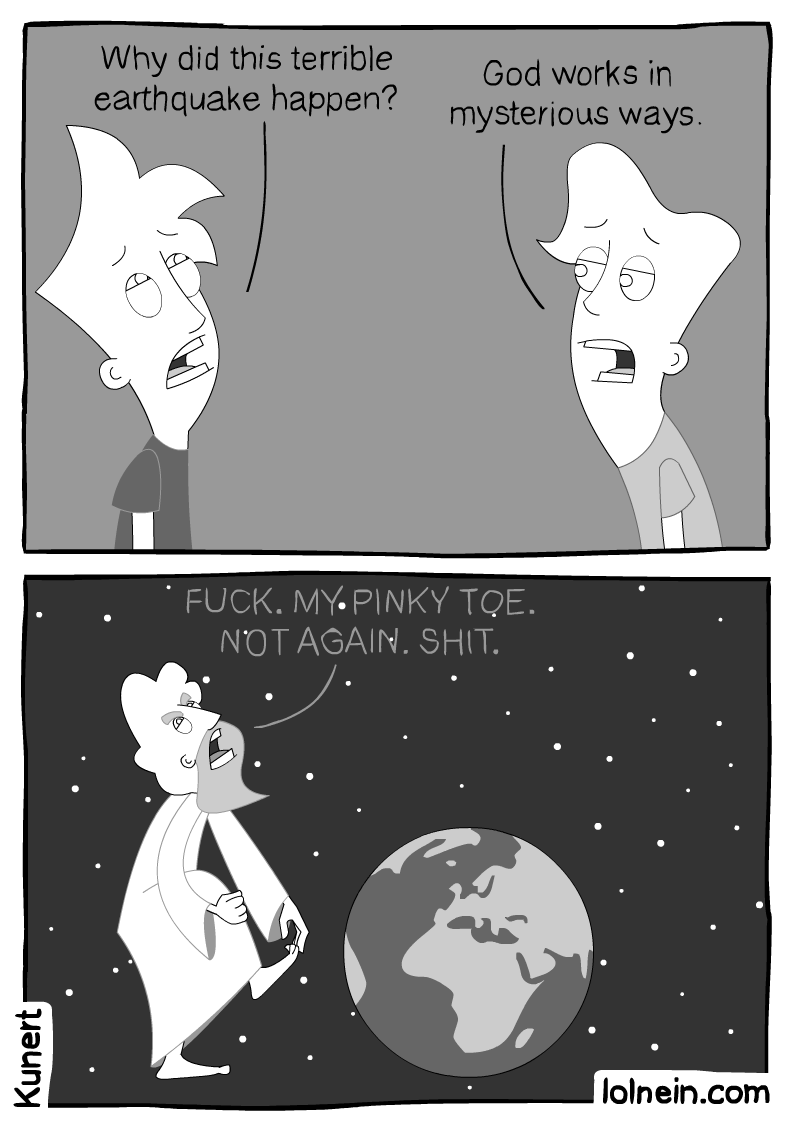 Why did this terrible
earthquake happen?
God works in
mysterious ways.
FUCK. MY PINKY TOE.
NOT AGAIN. SHIT.
Kunert
lolnein.com